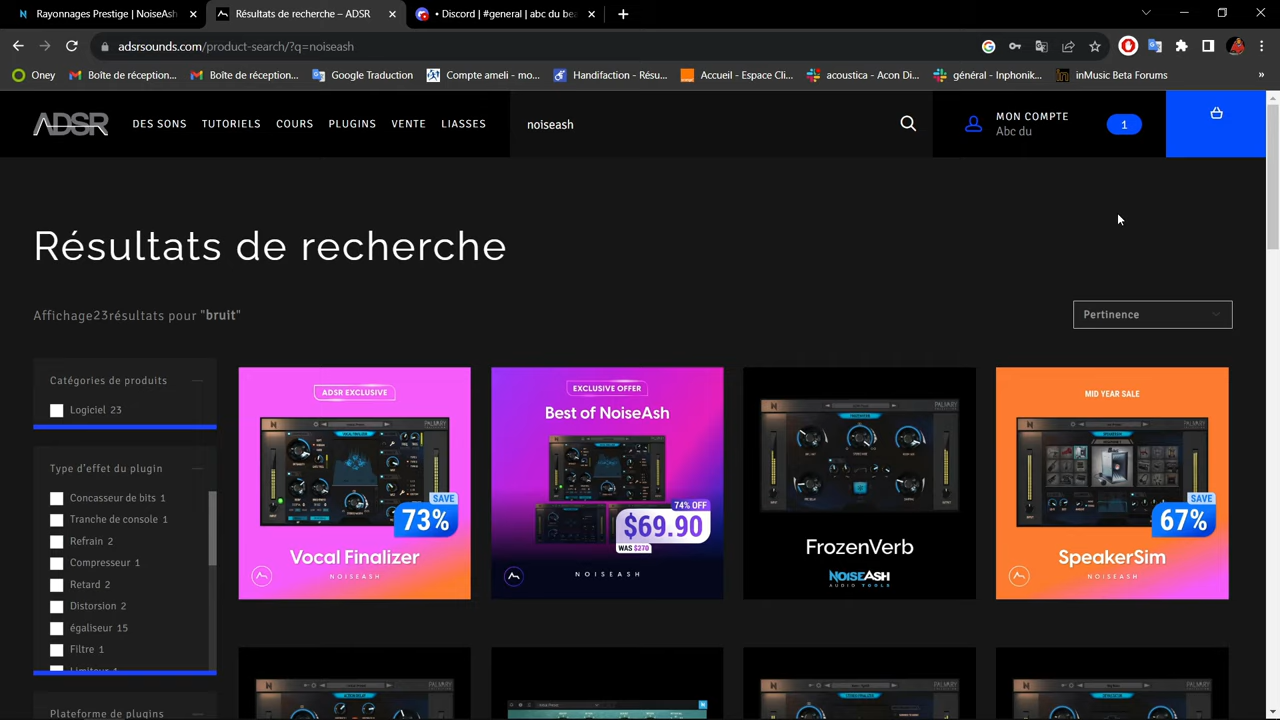 Rayonnages Prestige | NoiseAsh
Résultats de recherche – ADSR
• Discord | #general | abc du bea
adsrsounds.com/product-search/?q=noiseash
Oney
Boîte de réception...
Boîte de réception...
Google Traduction
Compte ameli - mo...
Handifaction - Résu...
Accueil - Espace Cli...
acoustica - Acon Di...
général - Inphonik...
inMusic Beta Forums
»
ADSR
DES SONS
TUTORIELS
COURS
PLUGINS
VENTE
LIASSES
noiseash
MON COMPTE
Abc du
1
Résultats de recherche
Affichage23résultats pour "bruit"
Pertinence
Catégories de produits
Logiciel 23
Type d'effet du plugin
Concasseur de bits 1
Tranche de console 1
Refrain 2
Compresseur 1
Retard 2
Distorsion 2
égaliseur 15
Filtre 1
Limiteur 1
Plateforme de plugins
ADSR EXCLUSIVE
SAVE
73%
Vocal Finalizer
NOISEASH
EXCLUSIVE OFFER
Best of NoiseAsh
74% OFF
$69.90
WAS $270
NOISEASH
FrozenVerb
NOISEASH
AUDIO TOOLS
MID YEAR SALE
SAVE
67%
SpeakerSim
NOISEASH